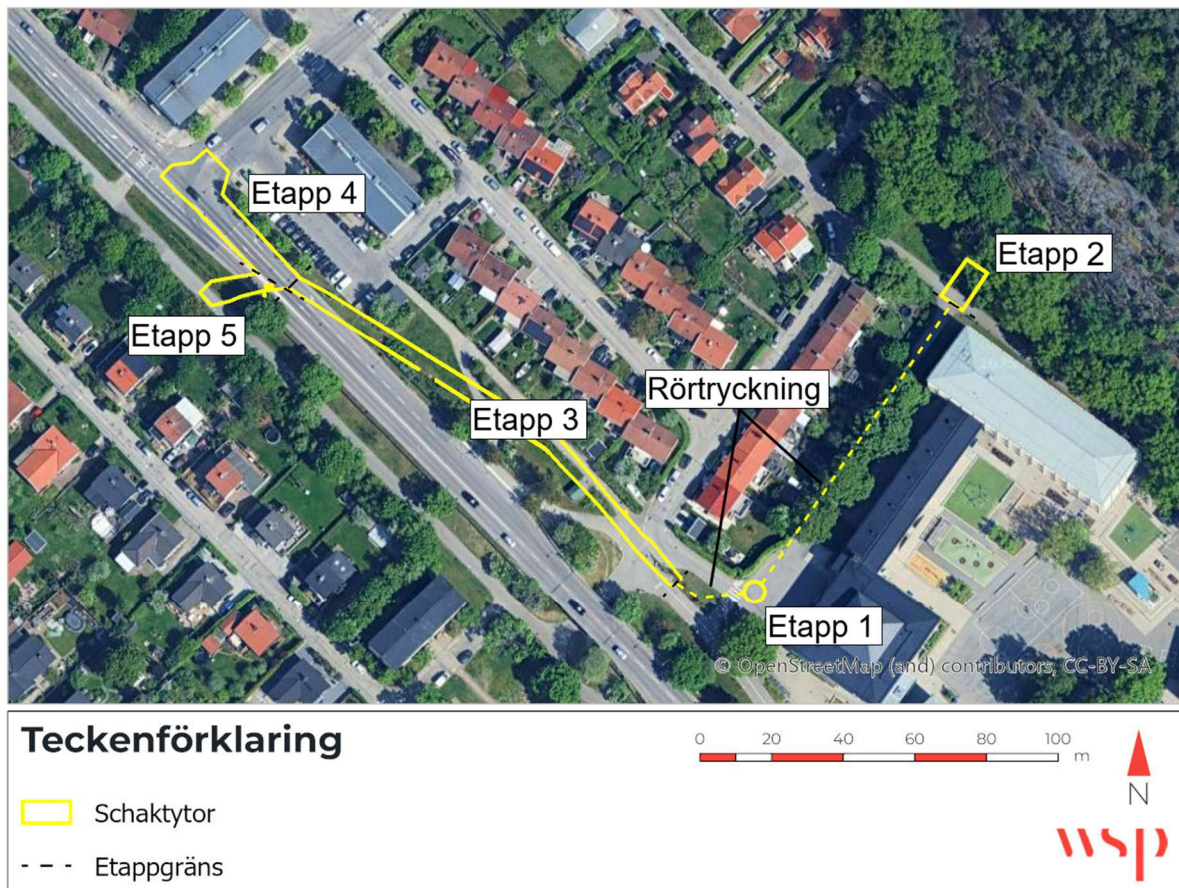 Etapp 4
Etapp 2
Etapp 5
Rörtryckning
Etapp 3
Etapp 1
© OpenStreetMap (and) contributors, CC-BY-SA
Teckenförklaring
0 20 40 60 80 100 m
N
Schaktytor
Etappgräns
wsp